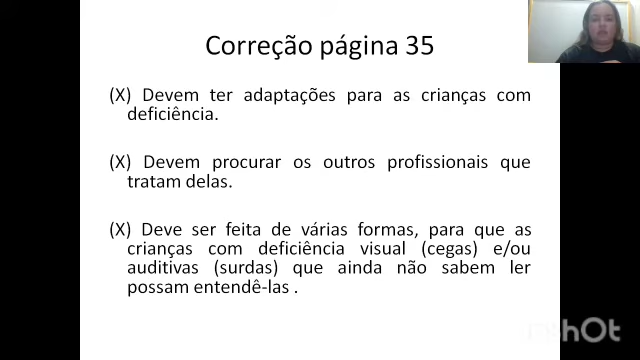 Correção página 35
(X) Devem ter adaptações para as crianças com
deficiência.
(X) Devem procurar os outros profissionais que
tratam delas.
(X) Deve ser feita de várias formas, para que as
crianças com deficiência visual (cegas) e/ou
auditivas (surdas) que ainda não sabem ler
possam entendê-las .